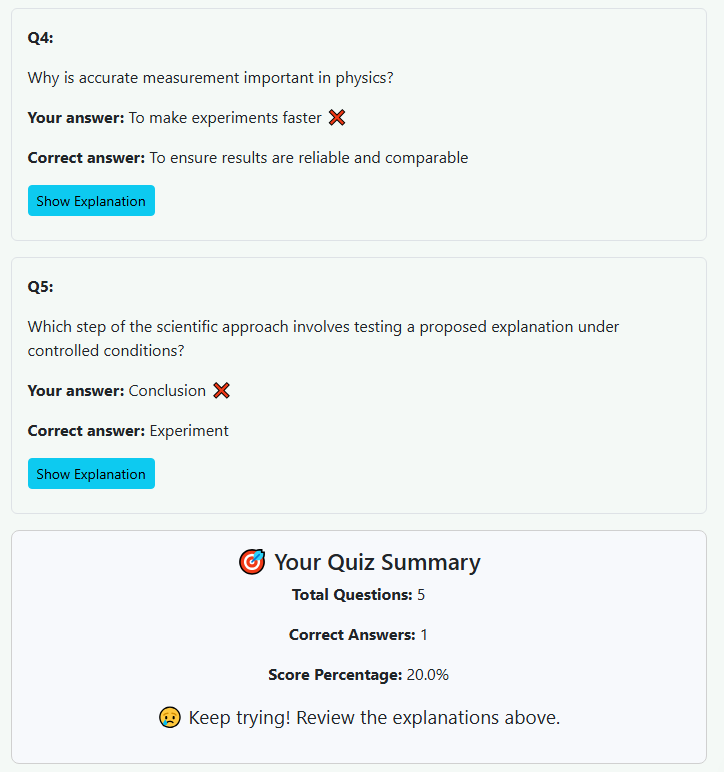 Q4:
Why is accurate measurement important in physics?
Your answer: To make experiments faster ❌
Correct answer: To ensure results are reliable and comparable
Show Explanation
Q5:
Which step of the scientific approach involves testing a proposed explanation under
controlled conditions?
Your answer: Conclusion ❌
Correct answer: Experiment
Show Explanation
🎯 Your Quiz Summary
Total Questions: 5
Correct Answers: 1
Score Percentage: 20.0%
😢 Keep trying! Review the explanations above.